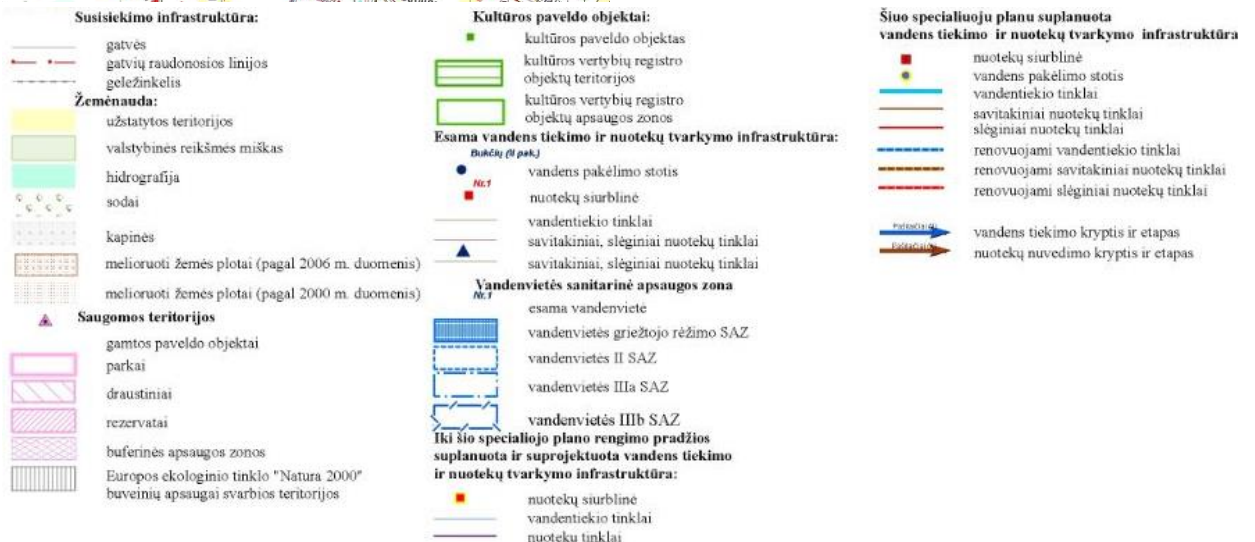 Susisiekimo infrastruktūra:
gatvės
gatvių raudonosios linijos
geležinkelis
Žemėnauda:
užstatytos teritorijos
valstybinės reikšmės miškas
hidrografija
sodai
kapinės
melioruoti žemės plotai (pagal 2006 m. duomenis)
melioruoti žemės plotai (pagal 2000 m. duomenis)
Saugomos teritorijos
gamtos paveldo objektai
parkai
draustiniai
rezervatai
buferinės apsaugos zonos
Europos ekologinio tinklo "Natura 2000"
buveinių apsaugai svarbios teritorijos
Kultūros paveldo objektai:
kultūros paveldo objektas
kultūros vertybių registro
objektų teritorijos
kultūros vertybių registro
objektų apsaugos zonos
Esama vandens tiekimo ir nuotekų tvarkymo infrastruktūra:
Bukčių (II pak.)
vandens pakėlimo stotis
Nr.1
nuotekų siurblinė
vandentiekio tinklai
savitakiniai, slėginiai nuotekų tinklai
savitakiniai, slėginiai nuotekų tinklai
Vandenvietės sanitarinė apsaugos zona
Nr.1
esama vandenvietė
vandenvietės griežtojo rėžimo SAZ
vandenvietės II SAZ
vandenvietės IIIa SAZ
vandenvietės IIIb SAZ
Iki šio specialiojo plano rengimo pradžios
suplanuota ir suprojektuota vandens tiekimo
ir nuotekų tvarkymo infrastruktūra:
nuotekų siurblinė
vandentiekio tinklai
nuotekų tinklai
Šiuo specialiuoju planu suplanuota
vandens tiekimo ir nuotekų tvarkymo infrastruktūra
nuotekų siurblinė
vandens pakėlimo stotis
vandentiekio tinklai
savitakiniai nuotekų tinklai
slėginiai nuotekų tinklai
renovuojami vandentiekio tinklai
renovuojami savitakiniai nuotekų tinklai
renovuojami slėginiai nuotekų tinklai
vandens tiekimo kryptis ir etapas
nuotekų nuvedimo kryptis ir etapas